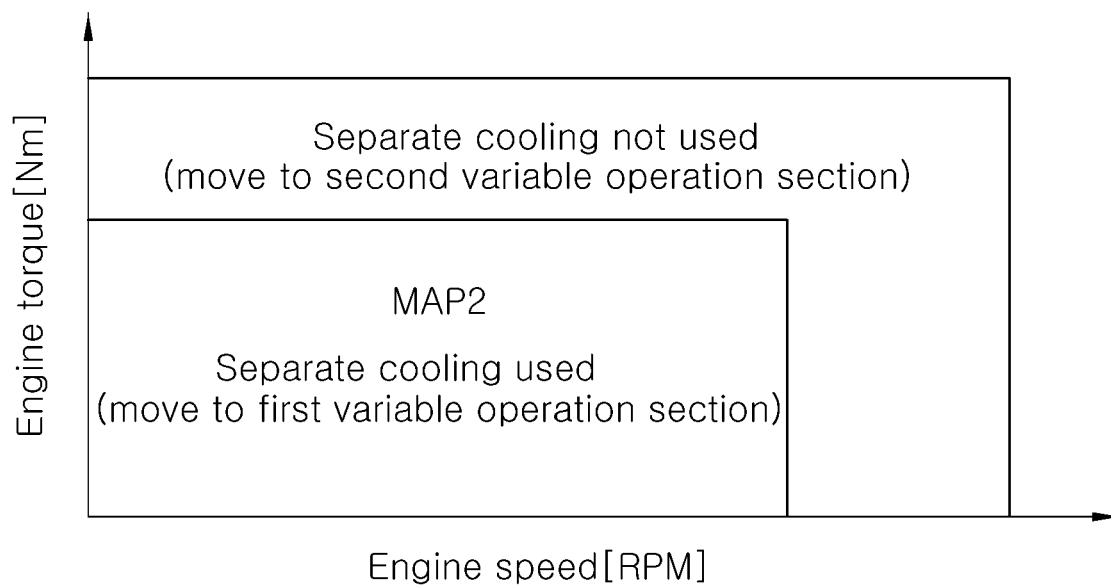 Engine torque[Nm]
Separate cooling not used
(move to second variable operation section)
MAP2
Separate cooling used
(move to first variable operation section)
Engine speed[RPM]